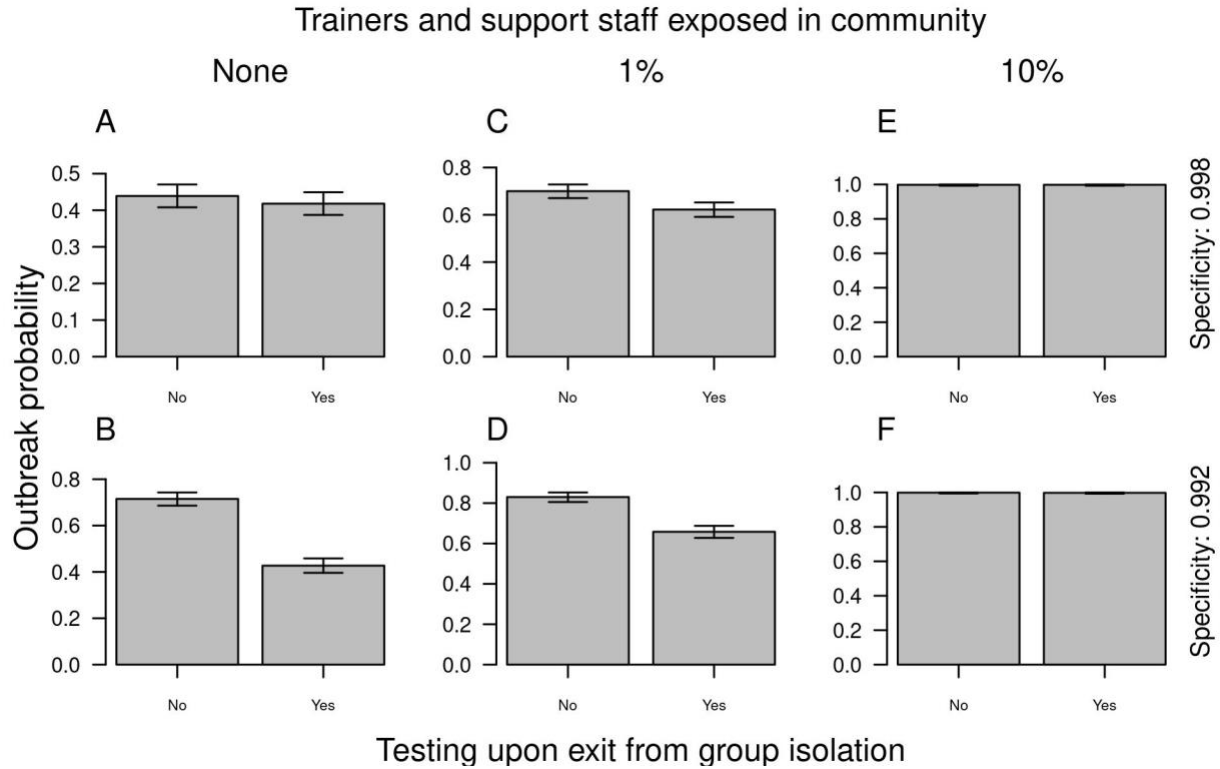 Trainers and support staff exposed in community
None 1% 10%
A C E
0.5
0.4
0.3
0.2
0.1
0.0
No Yes
0.8
0.6
0.4
0.2
0.0
No Yes
1.0
0.8
0.6
0.4
0.2
0.0
No Yes
Specificity: 0.998
Outbreak probability
B D F
0.8
0.6
0.4
0.2
0.0
No Yes
1.0
0.8
0.6
0.4
0.2
0.0
No Yes
1.0
0.8
0.6
0.4
0.2
0.0
No Yes
Specificity: 0.992
Testing upon exit from group isolation